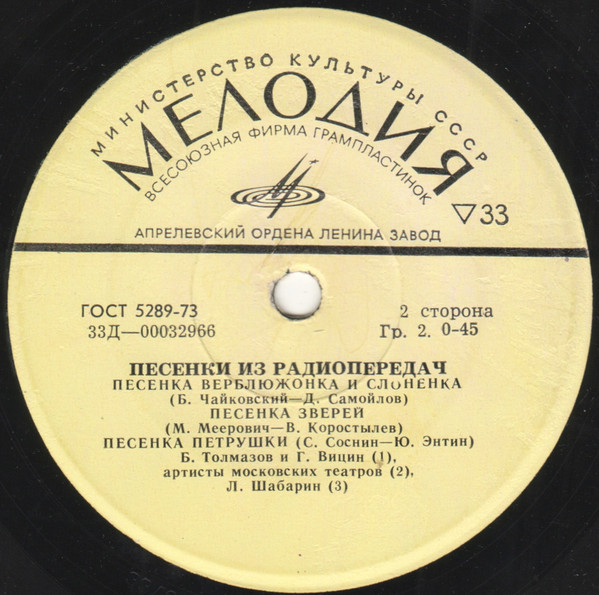 МИНИСТЕРСТВО КУЛЬТУРЫ СССР
МЕЛОДИЯ
ВСЕСОЮЗНАЯ ФИРМА ГРАМПЛАСТИНОК
▽33
АПРЕЛЕВСКИЙ ОРДЕНА ЛЕНИНА ЗАВОД
ГОСТ 5289-73 2 сторона
33Д—00032966 Гр. 2. 0-45
ПЕСЕНКИ ИЗ РАДИОПЕРЕДАЧ
ПЕСЕНКА ВЕРБЛЮЖОНКА И СЛОНЕНКА
(Б. Чайковский—Д. Самойлов)
ПЕСЕНКА ЗВЕРЕЙ
(М. Меерович—В. Коростылев)
ПЕСЕНКА ПЕТРУШКИ (С. Соснин—Ю. Энтин)
Б. Толмазов и Г. Вицин (1),
артисты московских театров (2),
Л. Шабарин (3)